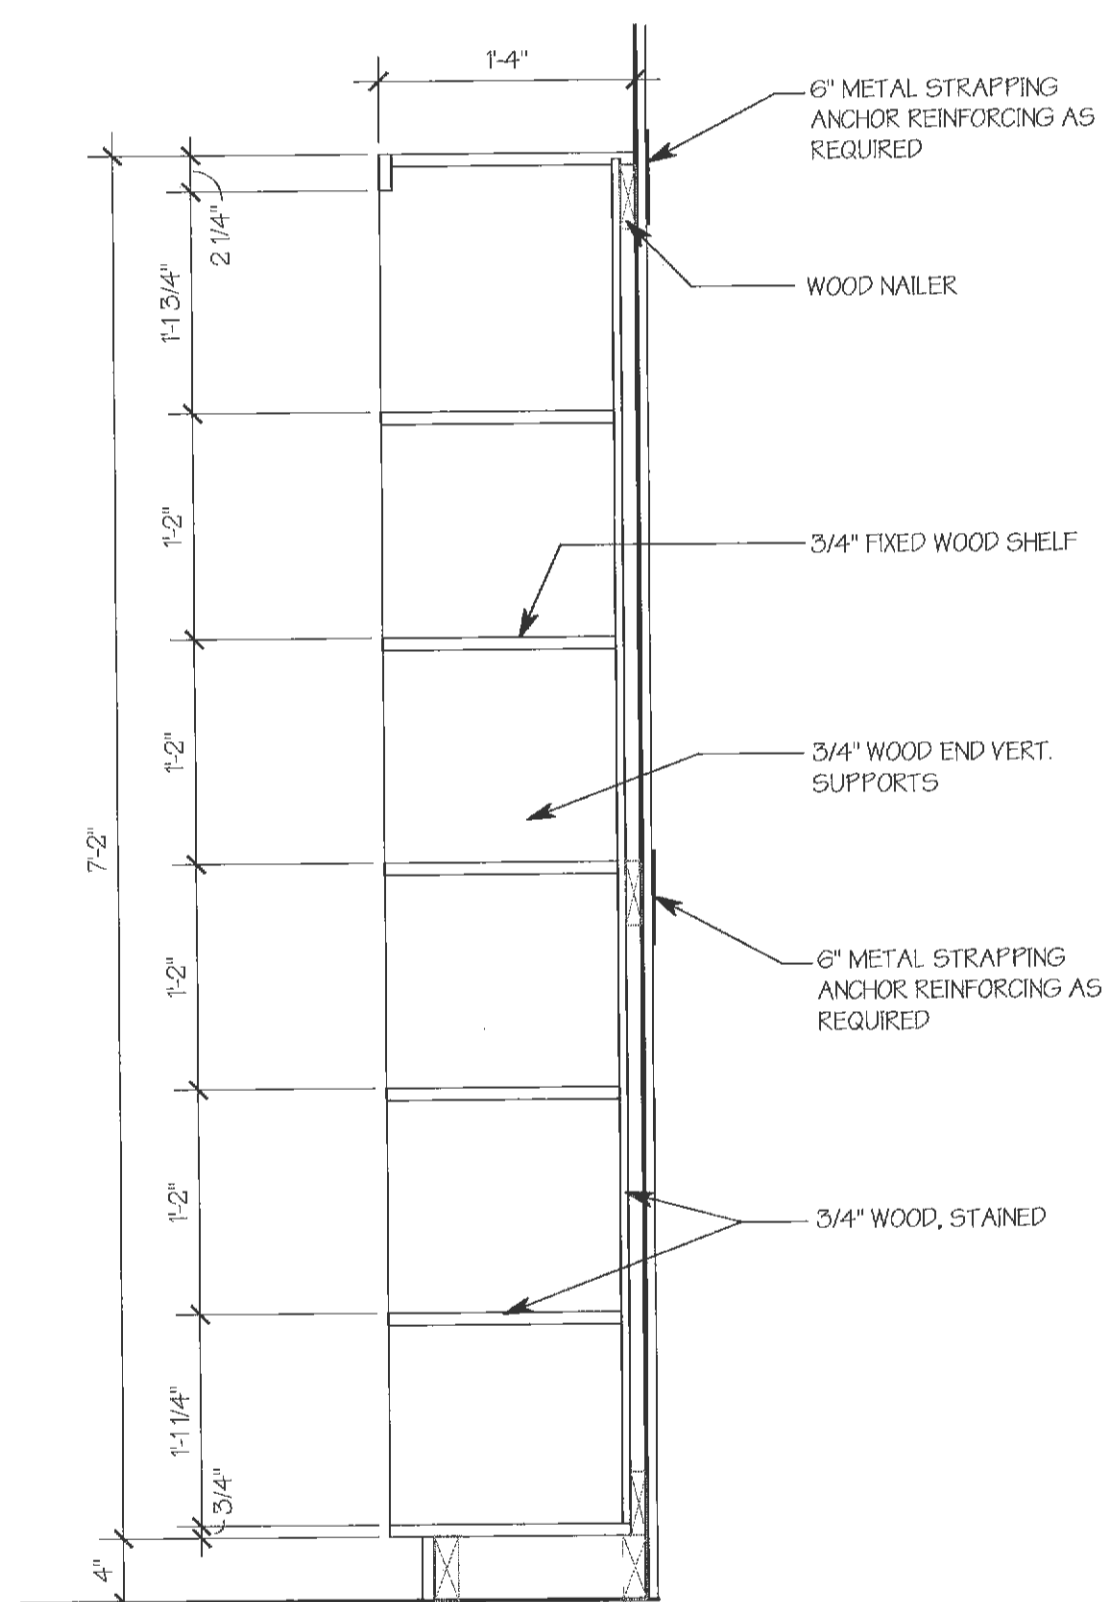 1'-4"
6" METAL STRAPPING
ANCHOR REINFORCING AS
REQUIRED
2 1/4"
1'-1 3/4"
WOOD NAILER
1'-2"
3/4" FIXED WOOD SHELF
1'-2"
3/4" WOOD END VERT.
SUPPORTS
7'-2"
1'-2"
6" METAL STRAPPING
ANCHOR REINFORCING AS
REQUIRED
1'-2"
3/4" WOOD, STAINED
1'-1 1/4"
3/4"
4"